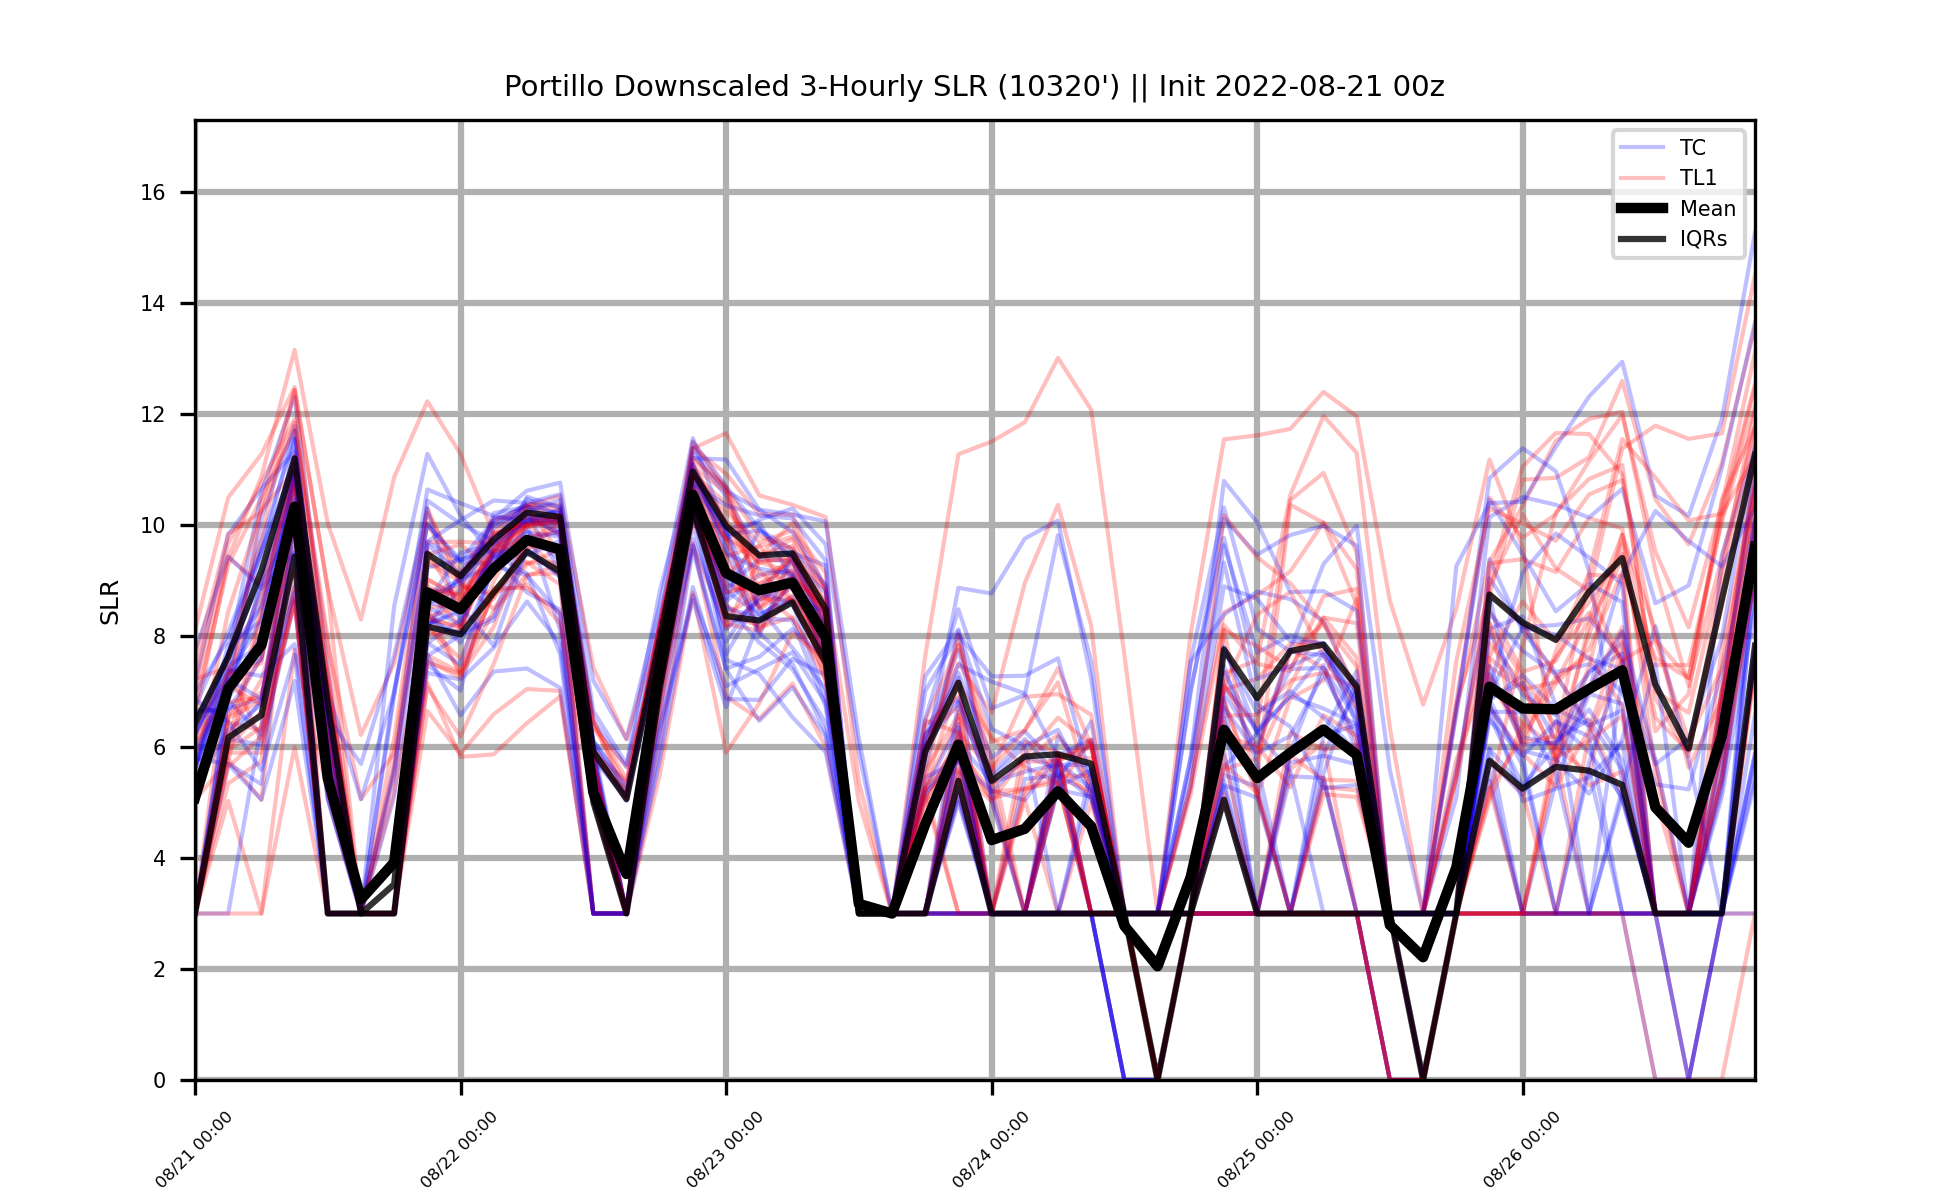 Portillo Downscaled 3-Hourly SLR (10320') || Init 2022-08-21 00z
TC
TL1
Mean
IQRs
SLR
16
14
12
10
8
6
4
2
0
08/21 00:00
08/22 00:00
08/23 00:00
08/24 00:00
08/25 00:00
08/26 00:00